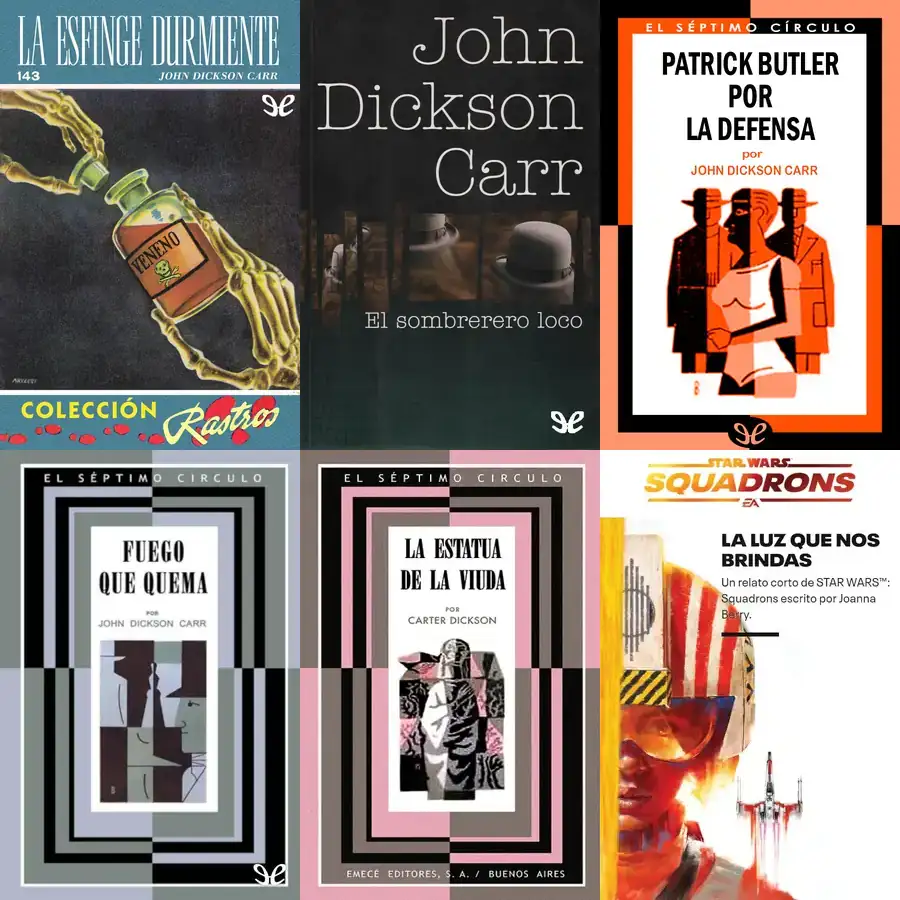 LA ESFINGE DURMIENTE
143
JOHN DICKSON CARR
VENENO
COLECCIÓN
Rastros
John
Dickson
Carr
El sombrerero loco
EL SÉPTIMO CÍRCULO
PATRICK BUTLER
POR
LA DEFENSA
por
JOHN DICKSON CARR
EL SÉPTIMO CIRCULO
FUEGO
QUE QUEMA
POR
JOHN DICKSON CARR
EL SÉPTIMO CIRCULO
LA ESTATUA
DE LA VIUDA
POR
CARTER DICKSON
EMECÉ EDITORES, S. A. / BUENOS AIRES
STAR WARS
SQUADRONS
EA
LA LUZ QUE NOS
BRINDAS
Un relato corto de STAR WARS™:
Squadrons escrito por Joanna
Berry.